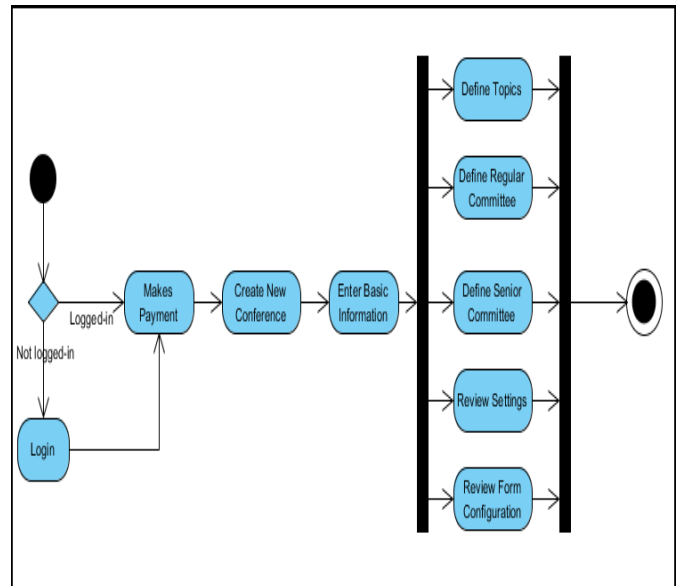 Define Topics
Define Regular
Committee
Makes
Payment
Create New
Conference
Enter Basic
Information
Define Senior
Committee
Logged-in
Not logged-in
Login
Review Settings
Review Form
Configuration